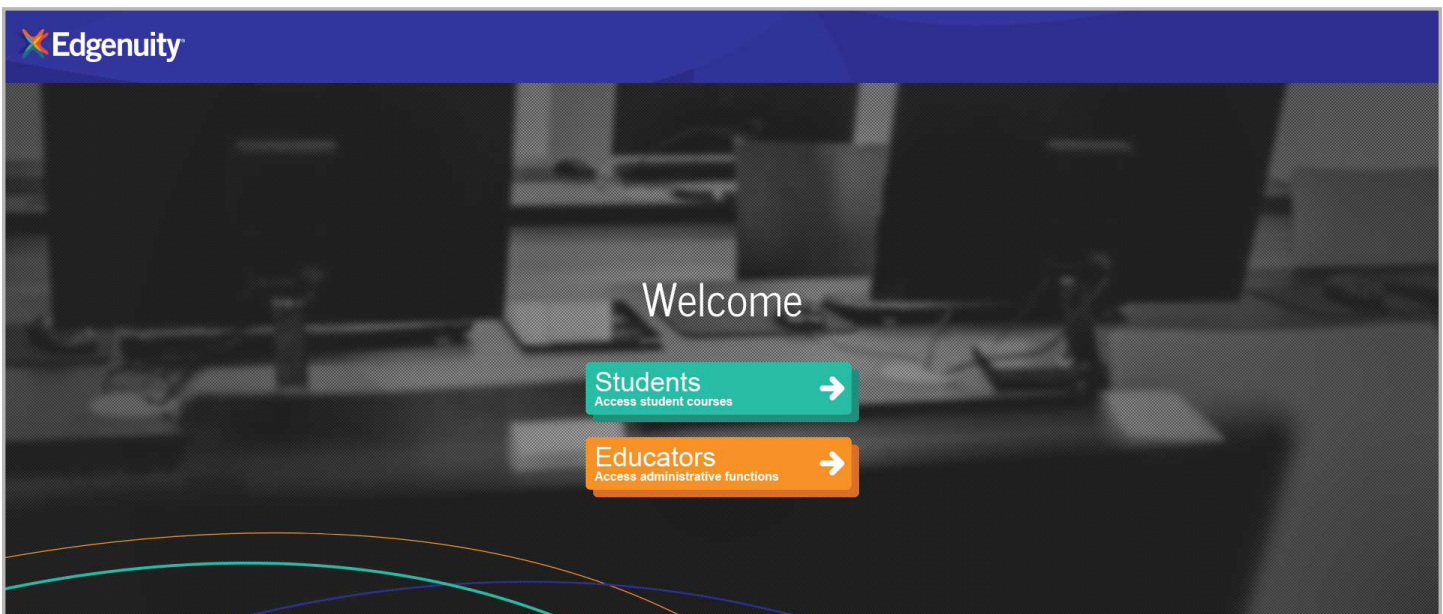 Edgenuity
Welcome
Students
Access student courses
Educators
Access administrative functions